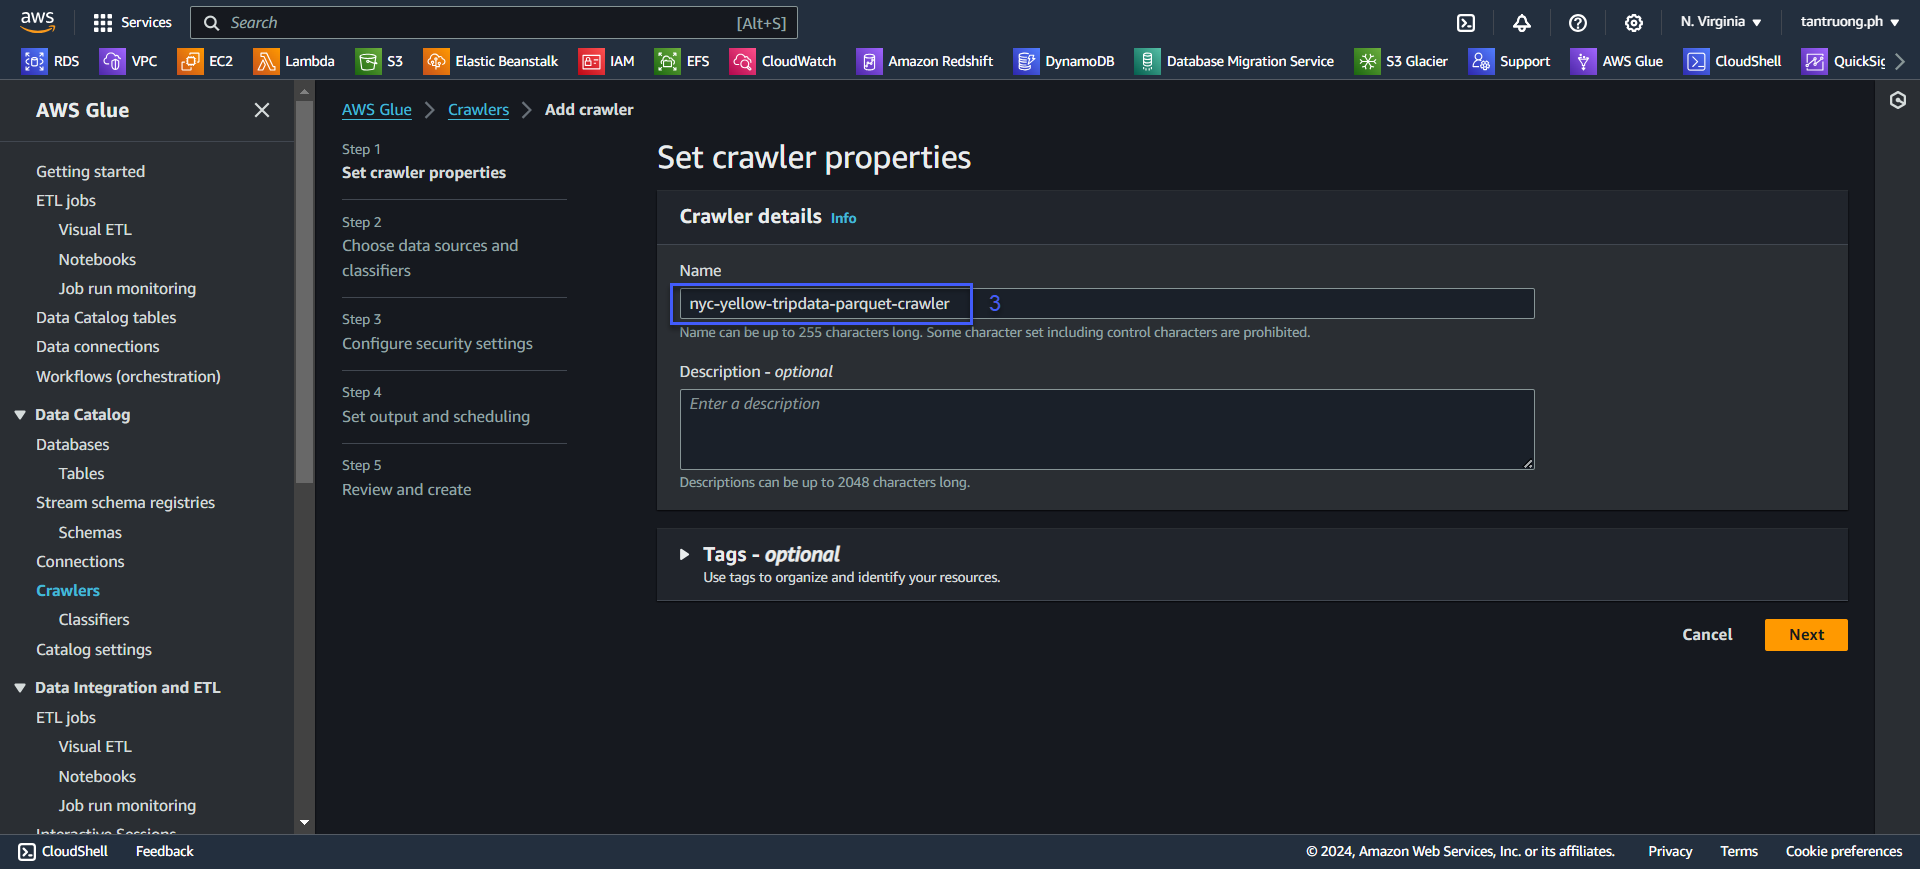 aws
Services
Search [Alt+S]
N. Virginia
tantruong.ph
RDS VPC EC2 Lambda S3 Elastic Beanstalk IAM EFS CloudWatch Amazon Redshift DynamoDB Database Migration Service S3 Glacier Support AWS Glue CloudShell QuickSig
AWS Glue
Getting started
ETL jobs
Visual ETL
Notebooks
Job run monitoring
Data Catalog tables
Data connections
Workflows (orchestration)
Data Catalog
Databases
Tables
Stream schema registries
Schemas
Connections
Crawlers
Classifiers
Catalog settings
Data Integration and ETL
ETL jobs
Visual ETL
Notebooks
Job run monitoring
Interactive Sessions
AWS Glue Crawlers Add crawler
Step 1
Set crawler properties
Step 2
Choose data sources and
classifiers
Step 3
Configure security settings
Step 4
Set output and scheduling
Step 5
Review and create
Set crawler properties
Crawler details Info
Name
nyc-yellow-tripdata-parquet-crawler 3
Name can be up to 255 characters long. Some character set including control characters are prohibited.
Description - optional
Enter a description
Descriptions can be up to 2048 characters long.
Tags - optional
Use tags to organize and identify your resources.
Cancel Next
CloudShell Feedback © 2024, Amazon Web Services, Inc. or its affiliates. Privacy Terms Cookie preferences